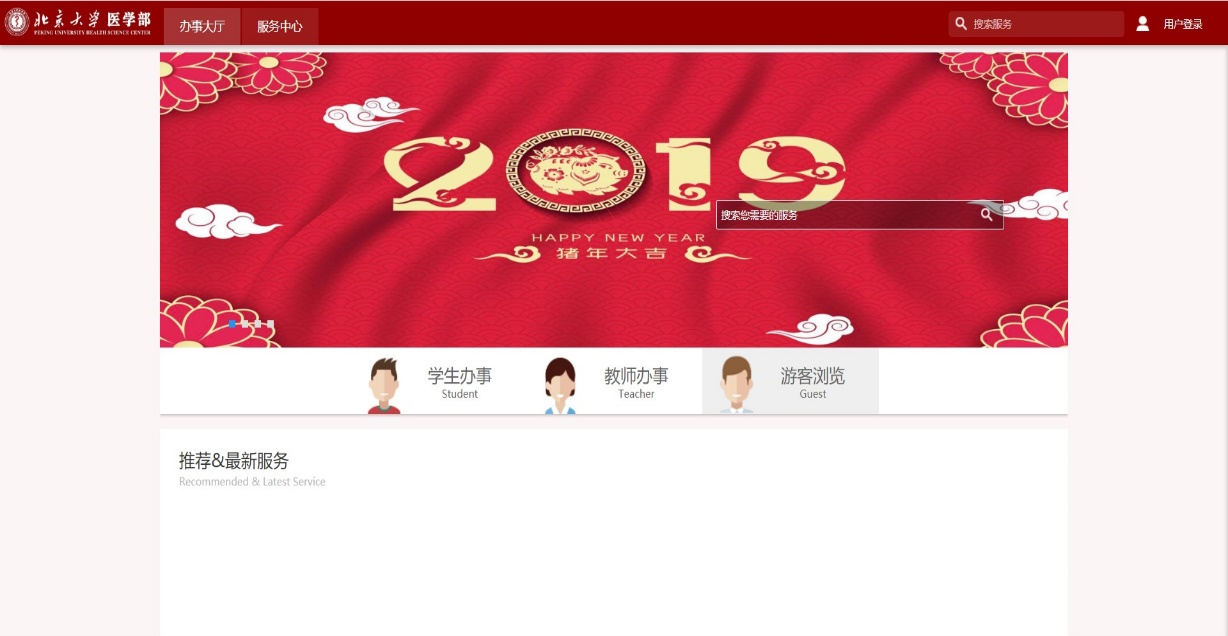 北京大学医学部
PEKING UNIVERSITY HEALTH SCIENCE CENTER
办事大厅
服务中心
搜索服务
用户登录
2019
搜索您需要的服务
HAPPY NEW YEAR
猪年大吉
学生办事
Student
教师办事
Teacher
游客浏览
Guest
推荐&最新服务
Recommended & Latest Service